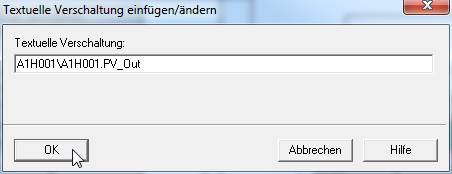 Textuelle Verschaltung einfügen/ändern
Textuelle Verschaltung:
A1H001\A1H001.PV_Out
OK Abbrechen Hilfe